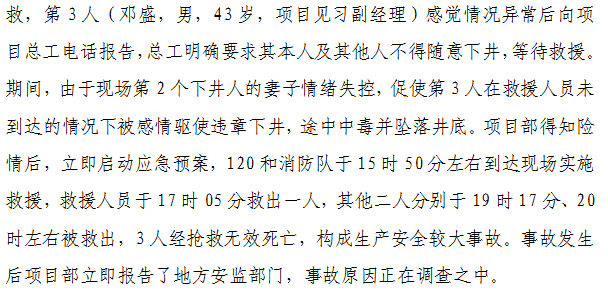 救，第 3 人（邓盛，男，43 岁，项目见习副经理）感觉情况异常后向项
目总工电话报告，总工明确要求其本人及其他人不得随意下井，等待救援。
期间，由于现场第 2 个下井人的妻子情绪失控，促使第 3 人在救援人员未
到达的情况下被感情驱使违章下井，途中中毒并坠落井底。项目部得知险
情后，立即启动应急预案，120 和消防队于 15 时 50 分左右到达现场实施
救援，救援人员于 17 时 05 分救出一人，其他二人分别于 19 时 17 分、20
时左右被救出，3 人经抢救无效死亡，构成生产安全较大事故。事故发生
后项目部立即报告了地方安监部门，事故原因正在调查之中。